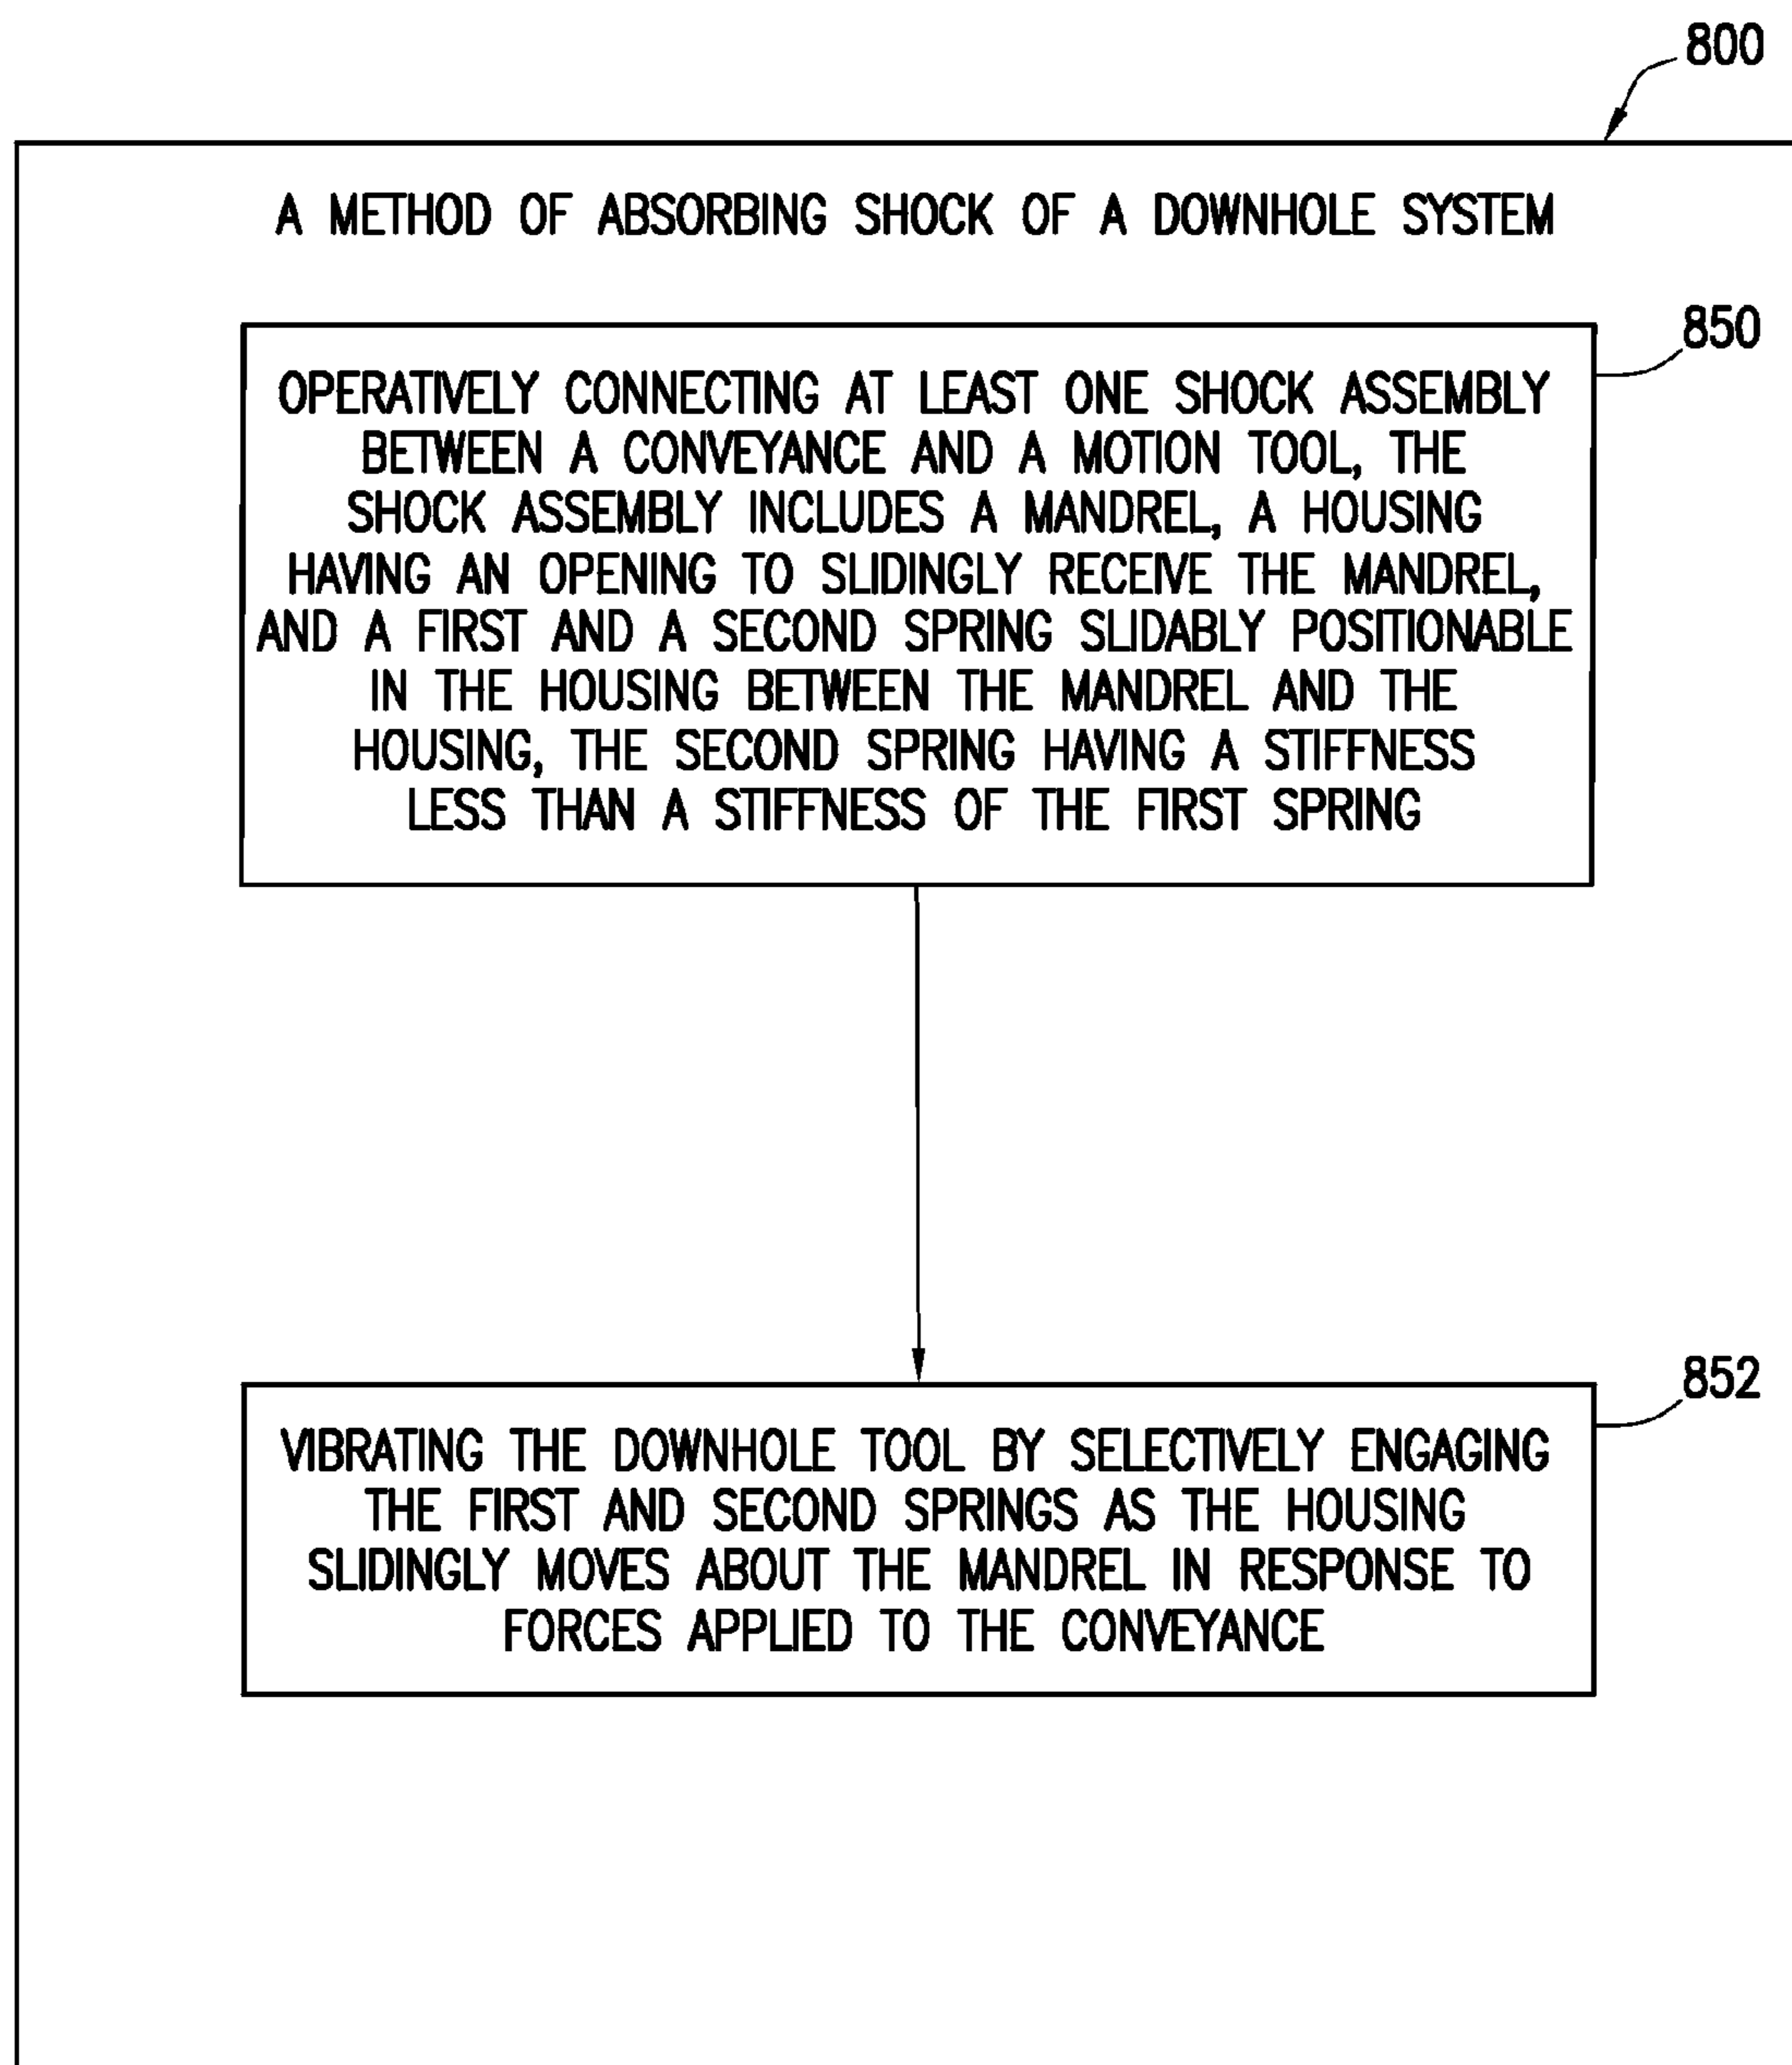 800
A METHOD OF ABSORBING SHOCK OF A DOWNHOLE SYSTEM
850
OPERATIVELY CONNECTING AT LEAST ONE SHOCK ASSEMBLY
BETWEEN A CONVEYANCE AND A MOTION TOOL, THE
SHOCK ASSEMBLY INCLUDES A MANDREL, A HOUSING
HAVING AN OPENING TO SLIDINGLY RECEIVE THE MANDREL,
AND A FIRST AND A SECOND SPRING SLIDABLY POSITIONABLE
IN THE HOUSING BETWEEN THE MANDREL AND THE
HOUSING, THE SECOND SPRING HAVING A STIFFNESS
LESS THAN A STIFFNESS OF THE FIRST SPRING
852
VIBRATING THE DOWNHOLE TOOL BY SELECTIVELY ENGAGING
THE FIRST AND SECOND SPRINGS AS THE HOUSING
SLIDINGLY MOVES ABOUT THE MANDREL IN RESPONSE TO
FORCES APPLIED TO THE CONVEYANCE